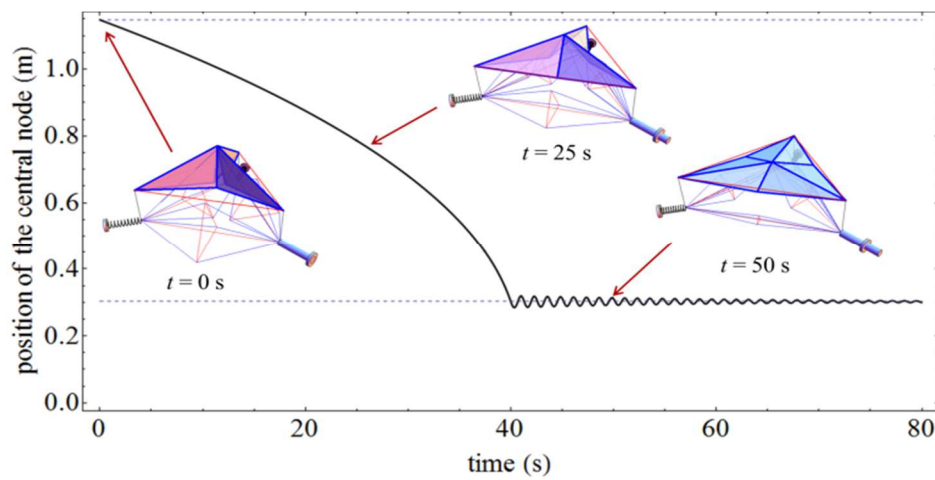 position of the central node (m)
1.0
0.8
0.6
0.4
0.2
0.0
t = 0 s
t = 25 s
t = 50 s
0
20
40
60
80
time (s)